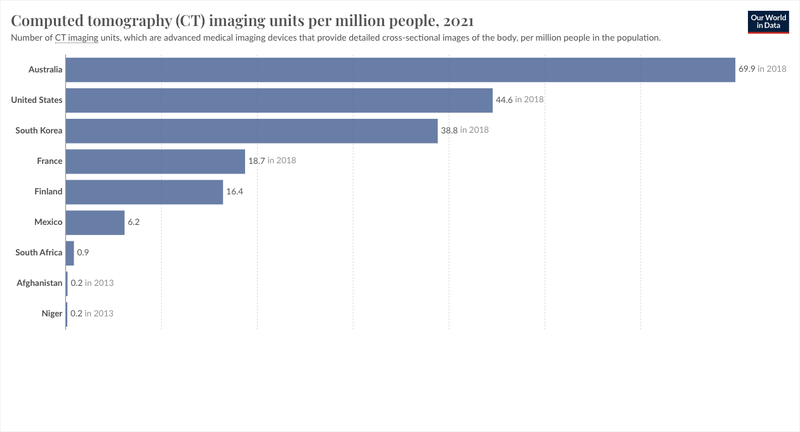 Computed tomography (CT) imaging units per million people, 2021
Our World
in Data
Number of CT imaging units, which are advanced medical imaging devices that provide detailed cross-sectional images of the body, per million people in the population.
Australia 69.9 in 2018
United States 44.6 in 2018
South Korea 38.8 in 2018
France 18.7 in 2018
Finland 16.4
Mexico 6.2
South Africa 0.9
Afghanistan 0.2 in 2013
Niger 0.2 in 2013